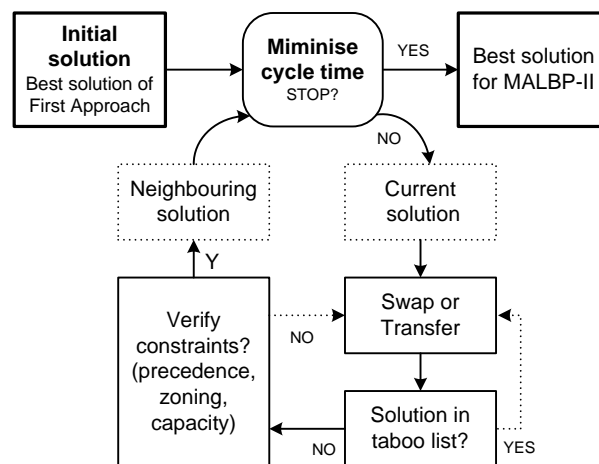 Initial
solution
Best solution of
First Approach
Miminise
cycle time
STOP?
YES
Best solution
for MALBP-II
NO
Neighbouring
solution
Current
solution
Y
Verify
constraints?
(precedence,
zoning,
capacity)
NO
Swap or
Transfer
Solution in
taboo list?
NO
YES